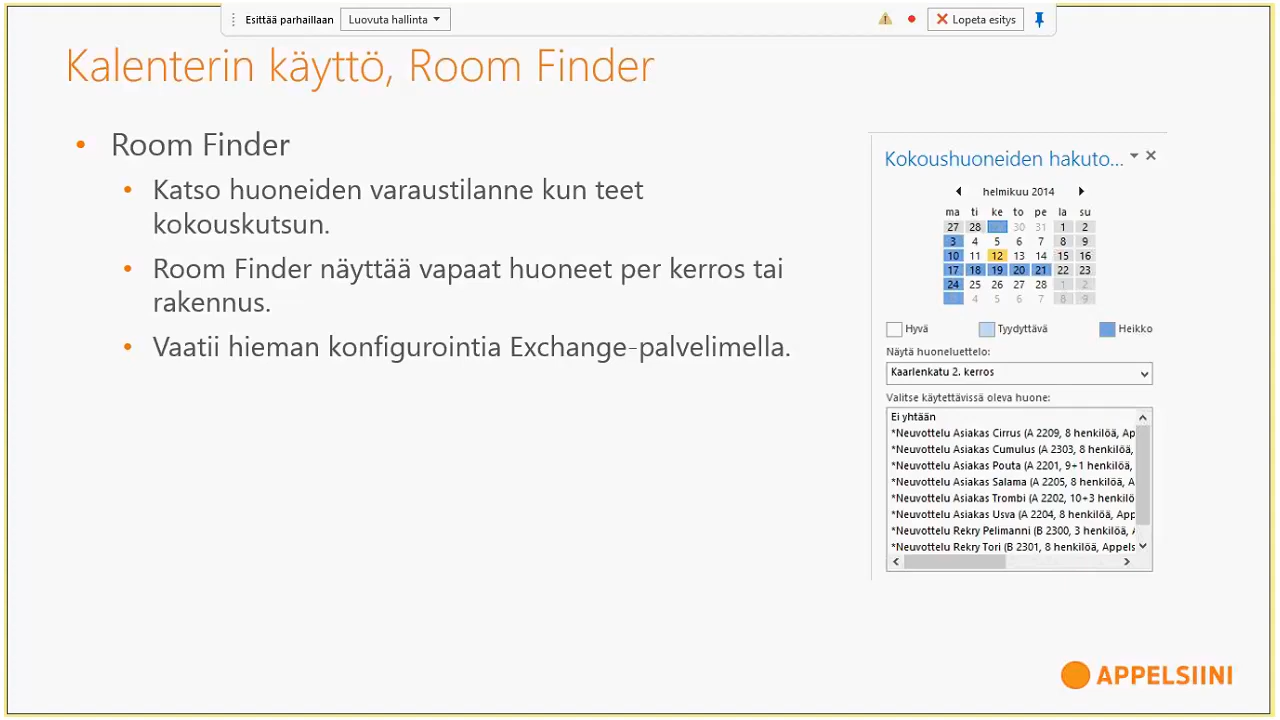 Esittää parhaillaan
Luovuta hallinta
Lopeta esitys
Kalenterin käyttö, Room Finder
• Room Finder
• Katso huoneiden varaustilanne kun teet
kokouskutsun.
• Room Finder näyttää vapaat huoneet per kerros tai
rakennus.
• Vaatii hieman konfigurointia Exchange-palvelimella.
Kokoushuoneiden hakuto...
helmikuu 2014
ma ti ke to pe la su
27 28 30 31 1 2
3 4 5 6 7 8 9
10 11 12 13 14 15 16
17 18 19 20 21 22 23
24 25 26 27 28 1 2
4 5 6 7 8 9
Hyvä Tyydyttävä Heikko
Näytä huoneluettelo:
Kaarlenkatu 2. kerros
Valitse käytettävissä oleva huone:
Ei yhtään
*Neuvottelu Asiakas Cirrus (A 2209, 8 henkilöä, Ap
*Neuvottelu Asiakas Cumulus (A 2303, 8 henkilöä,
*Neuvottelu Asiakas Pouta (A 2201, 9+1 henkilöä,
*Neuvottelu Asiakas Salama (A 2205, 8 henkilöä, A
*Neuvottelu Asiakas Trombi (A 2202, 10+3 henkilö
*Neuvottelu Asiakas Usva (A 2204, 8 henkilöä, App
*Neuvottelu Rekry Pelimanni (B 2300, 3 henkilöä,
*Neuvottelu Rekry Tori (B 2301, 8 henkilöä, Appels
APPELSIINI